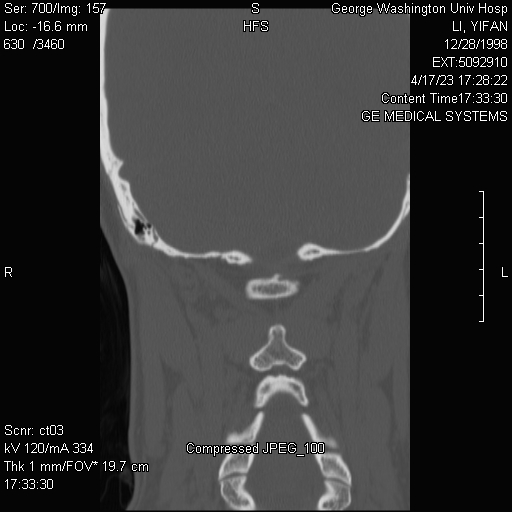 Ser: 700/Img: 157
Loc: -16.6 mm
630 /3460
S
HFS
George Washington Univ Hosp
LI, YIFAN
12/28/1998
EXT:5092910
4/17/23 17:28:22
Content Time17:33:30
GE MEDICAL SYSTEMS
R
L
Scnr: ct03
kV 120/mA 334
Thk 1 mm/FOV* 19.7 cm
17:33:30
Compressed JPEG_100